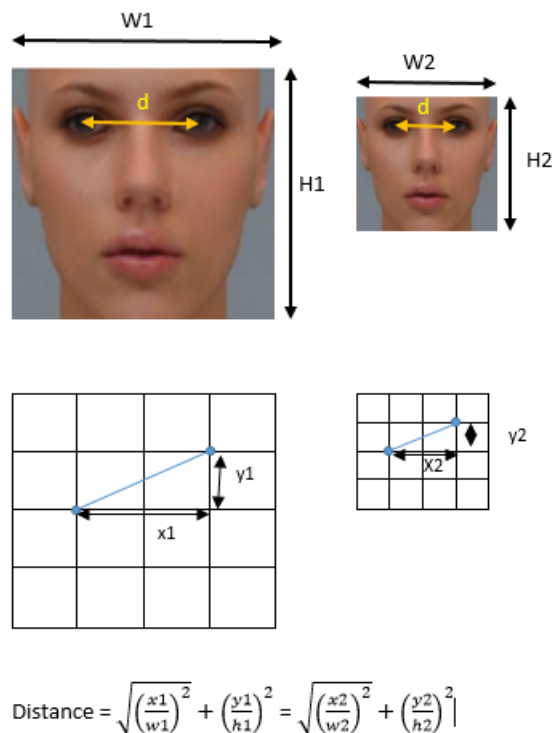 W1
W2
d
d
H1
H2
y1
x1
y2
X2
Distance = √(x1/w1)² + (y1/h1)² = √(x2/w2)² + (y2/h2)²|